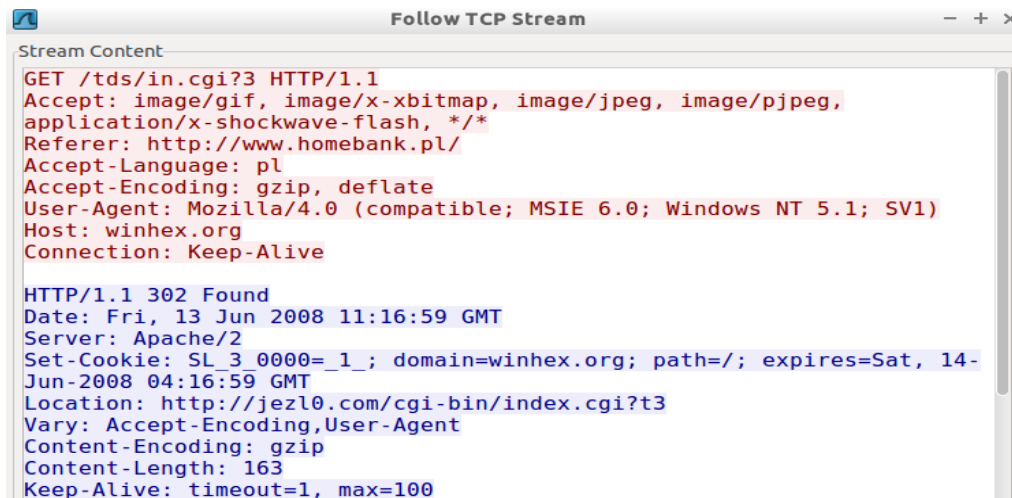 Follow TCP Stream
Stream Content
GET /tds/in.cgi?3 HTTP/1.1
Accept: image/gif, image/x-xbitmap, image/jpeg, image/pjpeg,
application/x-shockwave-flash, */*
Referer: http://www.homebank.pl/
Accept-Language: pl
Accept-Encoding: gzip, deflate
User-Agent: Mozilla/4.0 (compatible; MSIE 6.0; Windows NT 5.1; SV1)
Host: winhex.org
Connection: Keep-Alive

HTTP/1.1 302 Found
Date: Fri, 13 Jun 2008 11:16:59 GMT
Server: Apache/2
Set-Cookie: SL_3_0000=_1_; domain=winhex.org; path=/; expires=Sat, 14-
Jun-2008 04:16:59 GMT
Location: http://jezl0.com/cgi-bin/index.cgi?t3
Vary: Accept-Encoding,User-Agent
Content-Encoding: gzip
Content-Length: 163
Keep-Alive: timeout=1, max=100